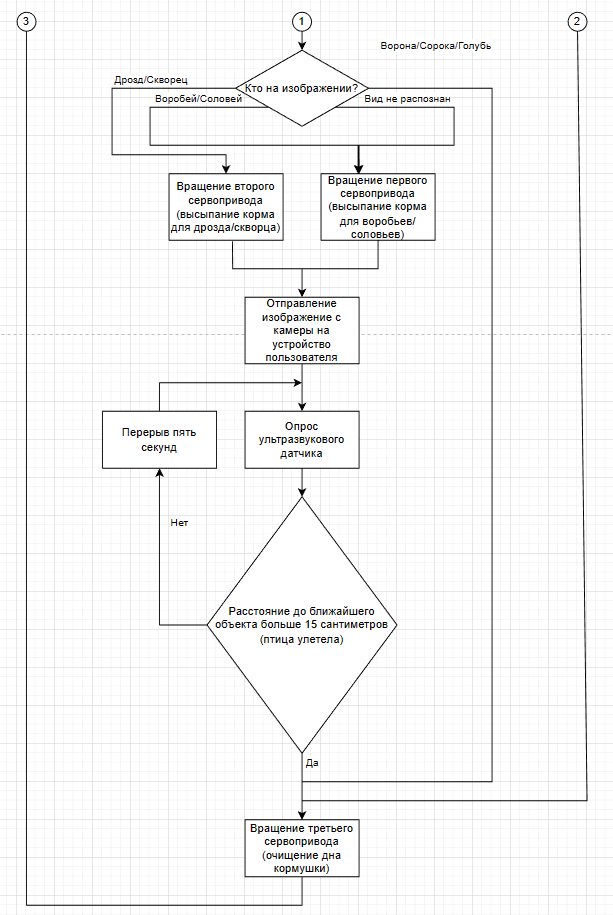 3
1
2
Ворона/Сорока/Голубь
Дрозд/Скворец
Кто на изображении?
Воробей/Соловей
Вид не распознан
Вращение второго
сервопривода
(высыпание корма
для дрозда/скворца)
Вращение первого
сервопривода
(высыпание корма
для воробьев/
соловьев)
Отправление
изображение с
камеры на
устройство
пользователя
Перерыв пять
секунд
Опрос
ультразвукового
датчика
Нет
Расстояние до ближайшего
объекта больше 15 сантиметров
(птица улетела)
Да
Вращение третьего
сервопривода
(очищение дна
кормушки)